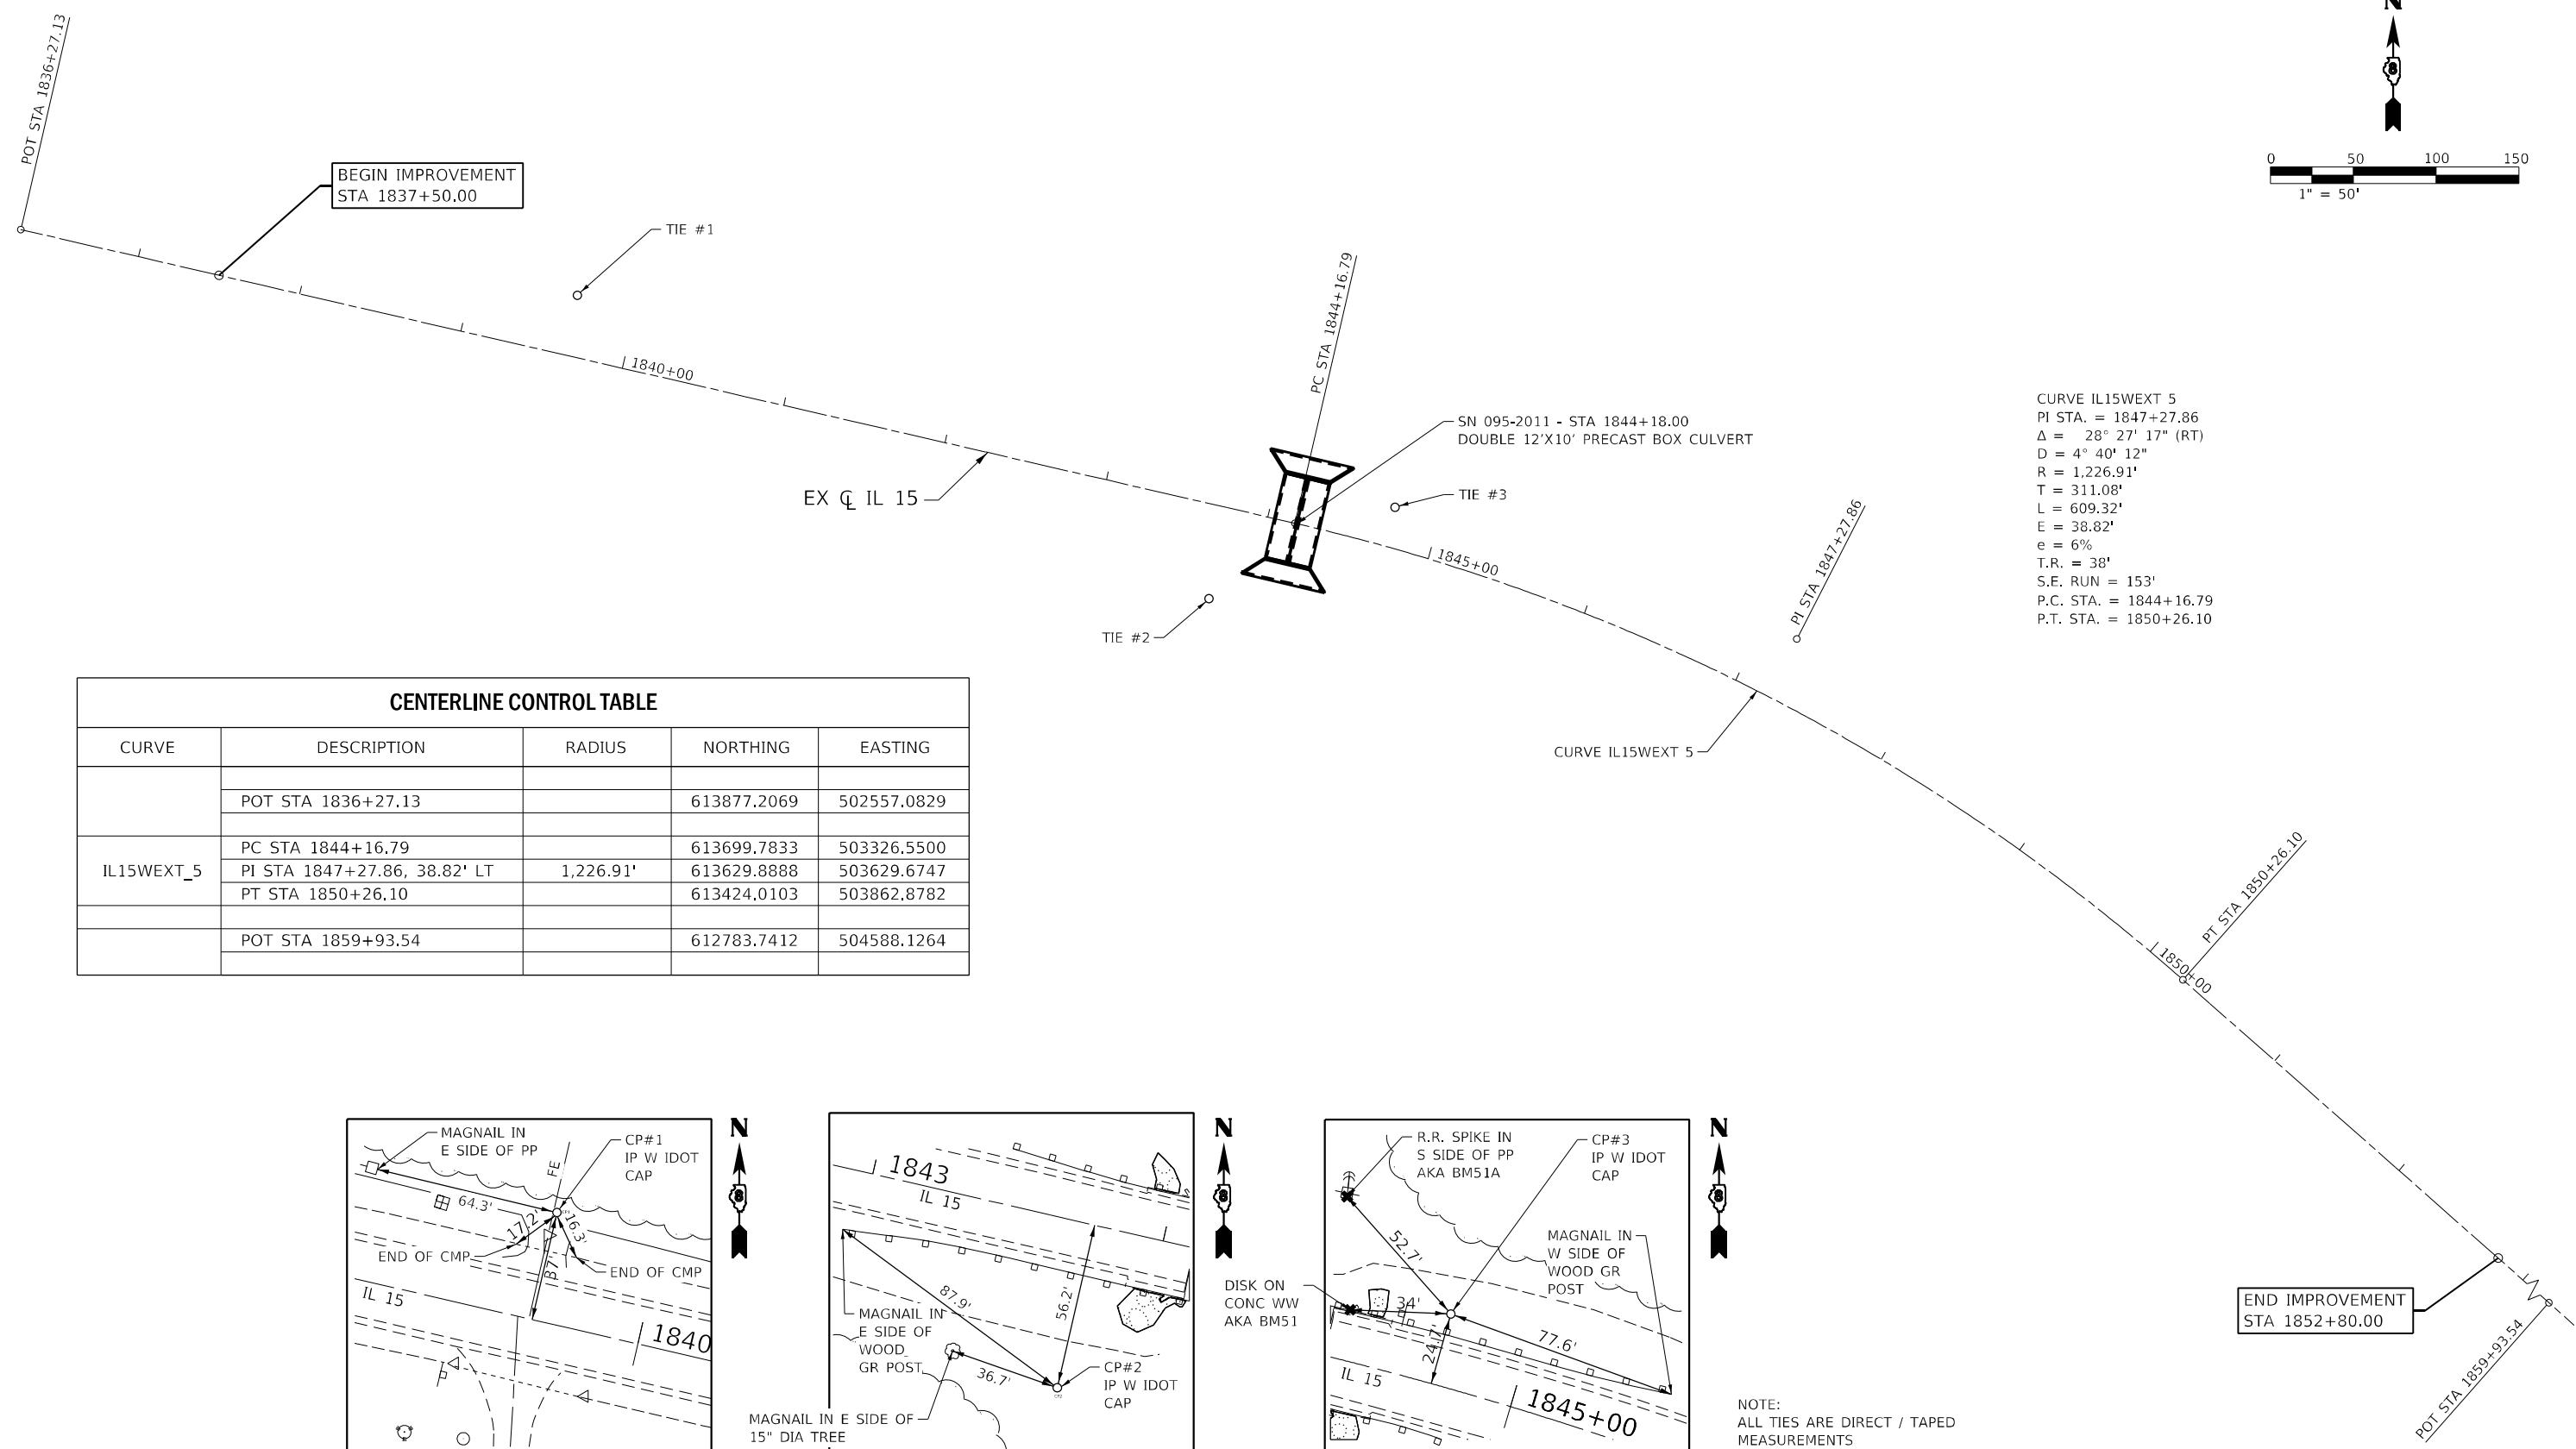 POT STA 1836+27.13
BEGIN IMPROVEMENT
STA 1837+50.00
TIE #1
1840+00
EX ℄ IL 15
PC STA 1844+16.79
SN 095-2011 - STA 1844+18.00
DOUBLE 12'X10' PRECAST BOX CULVERT
TIE #3
TIE #2
1845+00
PI STA 1847+27.86
CURVE IL15WEXT 5
1850+00
PT STA 1850+26.10
END IMPROVEMENT
STA 1852+80.00
POT STA 1859+93.54
N
8
0 50 100 150
1" = 50'
CURVE IL15WEXT 5
PI STA. = 1847+27.86
Δ = 28° 27' 17" (RT)
D = 4° 40' 12"
R = 1,226.91'
T = 311.08'
L = 609.32'
E = 38.82'
e = 6%
T.R. = 38'
S.E. RUN = 153'
P.C. STA. = 1844+16.79
P.T. STA. = 1850+26.10
CENTERLINE CONTROL TABLE
CURVE DESCRIPTION RADIUS NORTHING EASTING
POT STA 1836+27.13 613877.2069 502557.0829
PC STA 1844+16.79 613699.7833 503326.5500
IL15WEXT_5 PI STA 1847+27.86, 38.82' LT 1,226.91' 613629.8888 503629.6747
PT STA 1850+26.10 613424.0103 503862.8782
POT STA 1859+93.54 612783.7412 504588.1264
MAGNAIL IN
E SIDE OF PP
FE
CP#1
IP W IDOT
CAP
64.3'
17.2'
16.3'
END OF CMP
END OF CMP
IL 15
1840
N
8
1843
IL 15
87.9'
56.2'
MAGNAIL IN
E SIDE OF
WOOD
GR POST
36.7'
CP#2
IP W IDOT
CAP
MAGNAIL IN E SIDE OF
15" DIA TREE
N
8
R.R. SPIKE IN
S SIDE OF PP
AKA BM51A
CP#3
IP W IDOT
CAP
52.7'
MAGNAIL IN
W SIDE OF
WOOD GR
POST
DISK ON
CONC WW
AKA BM51
34'
24.7'
77.6'
IL 15
1845+00
N
8
NOTE:
ALL TIES ARE DIRECT / TAPED
MEASUREMENTS